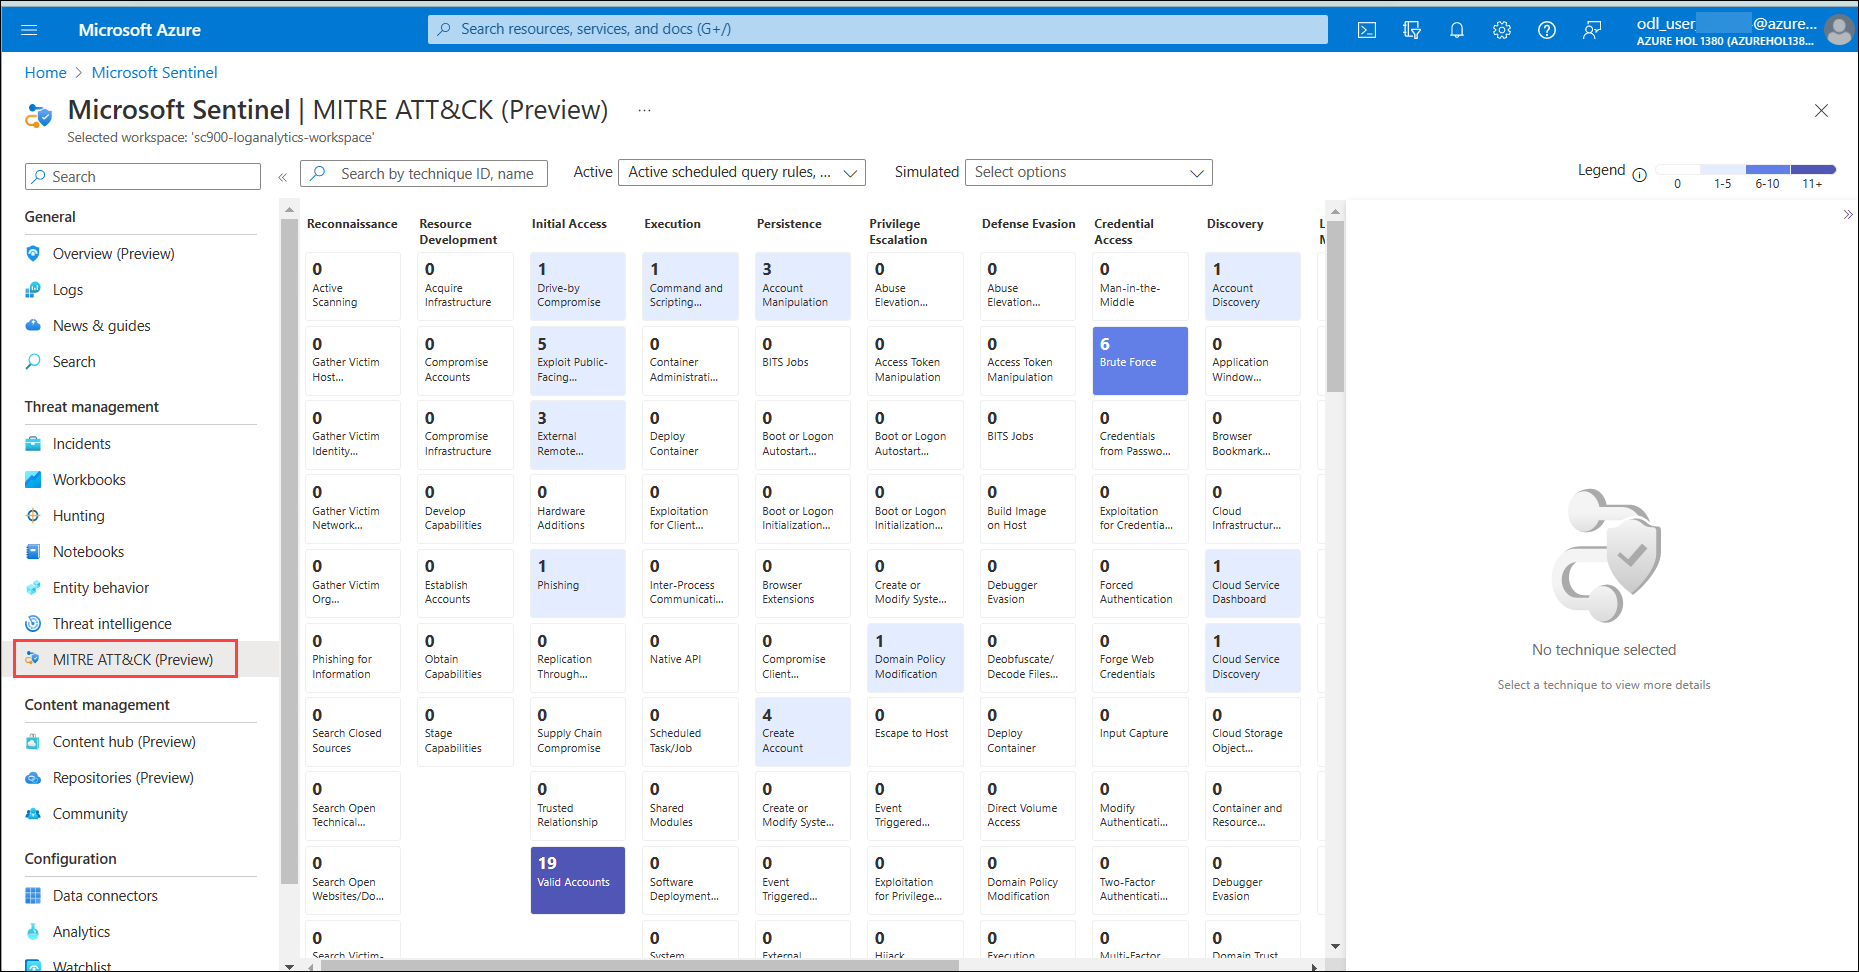 Microsoft Azure
Search resources, services, and docs (G+/)
odl_user
@azure...
AZURE HOL 1380 (AZUREHOL138...
Home > Microsoft Sentinel
Microsoft Sentinel | MITRE ATT&CK (Preview) ...
Selected workspace: 'sc900-loganalytics-workspace'
Search
«
Search by technique ID, name
Active
Active scheduled query rules, ...
Simulated
Select options
Legend
0
1-5
6-10
11+
General
Overview (Preview)
Logs
News & guides
Search
Threat management
Incidents
Workbooks
Hunting
Notebooks
Entity behavior
Threat intelligence
MITRE ATT&CK (Preview)
Content management
Content hub (Preview)
Repositories (Preview)
Community
Configuration
Data connectors
Analytics
Watchlist
Reconnaissance
0
Active
Scanning
0
Gather Victim
Host...
0
Gather Victim
Identity...
0
Gather Victim
Network...
0
Gather Victim
Org...
0
Phishing for
Information
0
Search Closed
Sources
0
Search Open
Technical...
0
Search Open
Websites/Do...
0
Search Victim-
Resource
Development
0
Acquire
Infrastructure
0
Compromise
Accounts
0
Compromise
Infrastructure
0
Develop
Capabilities
0
Establish
Accounts
0
Obtain
Capabilities
0
Stage
Capabilities
Initial Access
1
Drive-by
Compromise
5
Exploit Public-
Facing...
3
External
Remote...
0
Hardware
Additions
1
Phishing
0
Replication
Through...
0
Supply Chain
Compromise
0
Trusted
Relationship
19
Valid Accounts
Execution
1
Command and
Scripting...
0
Container
Administrati...
0
Deploy
Container
0
Exploitation
for Client...
0
Inter-Process
Communicati...
0
Native API
0
Scheduled
Task/Job
0
Shared
Modules
0
Software
Deployment...
0
System
Persistence
3
Account
Manipulation
0
BITS Jobs
0
Boot or Logon
Autostart...
0
Boot or Logon
Initialization...
0
Browser
Extensions
0
Compromise
Client...
4
Create
Account
0
Create or
Modify Syste...
0
Event
Triggered...
0
External
Privilege
Escalation
0
Abuse
Elevation...
0
Access Token
Manipulation
0
Boot or Logon
Autostart...
0
Boot or Logon
Initialization...
0
Create or
Modify Syste...
1
Domain Policy
Modification
0
Escape to Host
0
Event
Triggered...
0
Exploitation
for Privilege...
0
Hijack
Defense Evasion
0
Abuse
Elevation...
0
Access Token
Manipulation
0
BITS Jobs
0
Build Image
on Host
0
Debugger
Evasion
0
Deobfuscate/
Decode Files...
0
Deploy
Container
0
Direct Volume
Access
0
Domain Policy
Modification
0
Execution
Credential
Access
0
Man-in-the-
Middle
6
Brute Force
0
Credentials
from Passwo...
0
Exploitation
for Credentia...
0
Forced
Authentication
0
Forge Web
Credentials
0
Input Capture
0
Modify
Authenticati...
0
Two-Factor
Authenticati...
0
Multi-Factor
Discovery
1
Account
Discovery
0
Application
Window...
0
Browser
Bookmark...
0
Cloud
Infrastructur...
1
Cloud Service
Dashboard
1
Cloud Service
Discovery
0
Cloud Storage
Object...
0
Container and
Resource...
0
Debugger
Evasion
0
Domain Trust
»
No technique selected
Select a technique to view more details